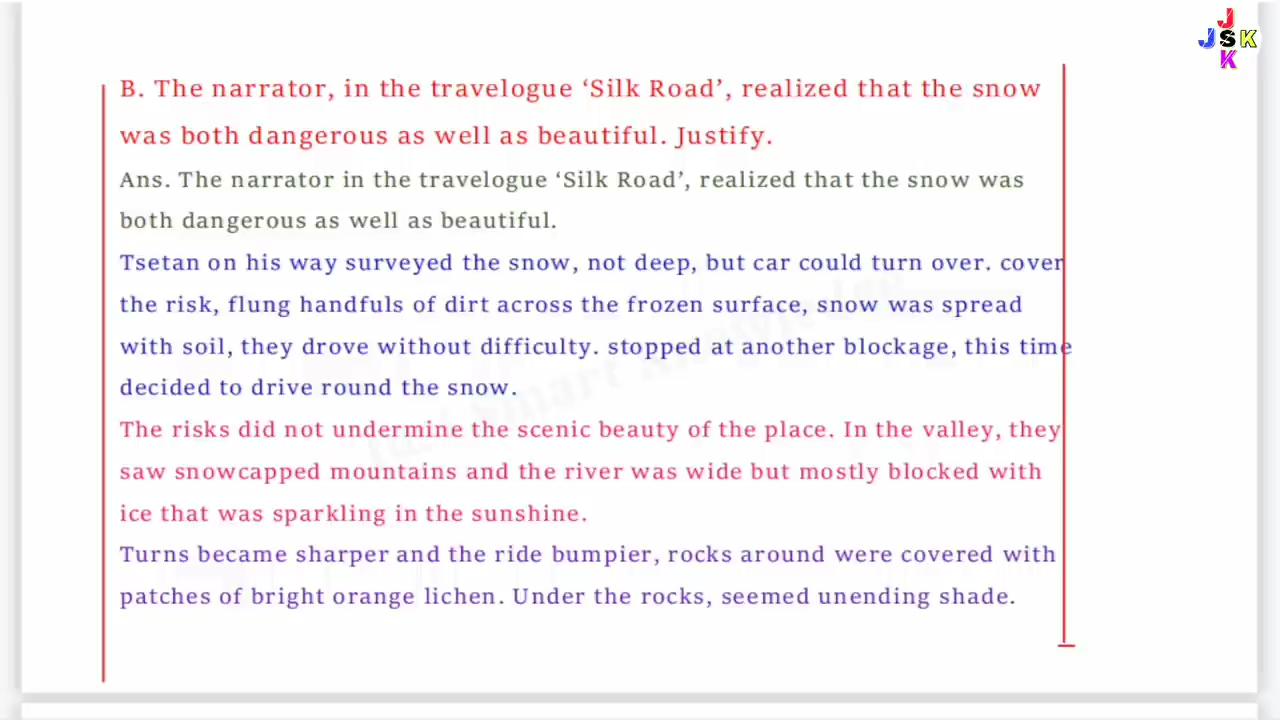 J
JSK
K
B. The narrator, in the travelogue ‘Silk Road’, realized that the snow
was both dangerous as well as beautiful. Justify.
Ans. The narrator in the travelogue ‘Silk Road’, realized that the snow was
both dangerous as well as beautiful.
Tsetan on his way surveyed the snow, not deep, but car could turn over. cover
the risk, flung handfuls of dirt across the frozen surface, snow was spread
with soil, they drove without difficulty. stopped at another blockage, this time
decided to drive round the snow.
The risks did not undermine the scenic beauty of the place. In the valley, they
saw snowcapped mountains and the river was wide but mostly blocked with
ice that was sparkling in the sunshine.
Turns became sharper and the ride bumpier, rocks around were covered with
patches of bright orange lichen. Under the rocks, seemed unending shade.